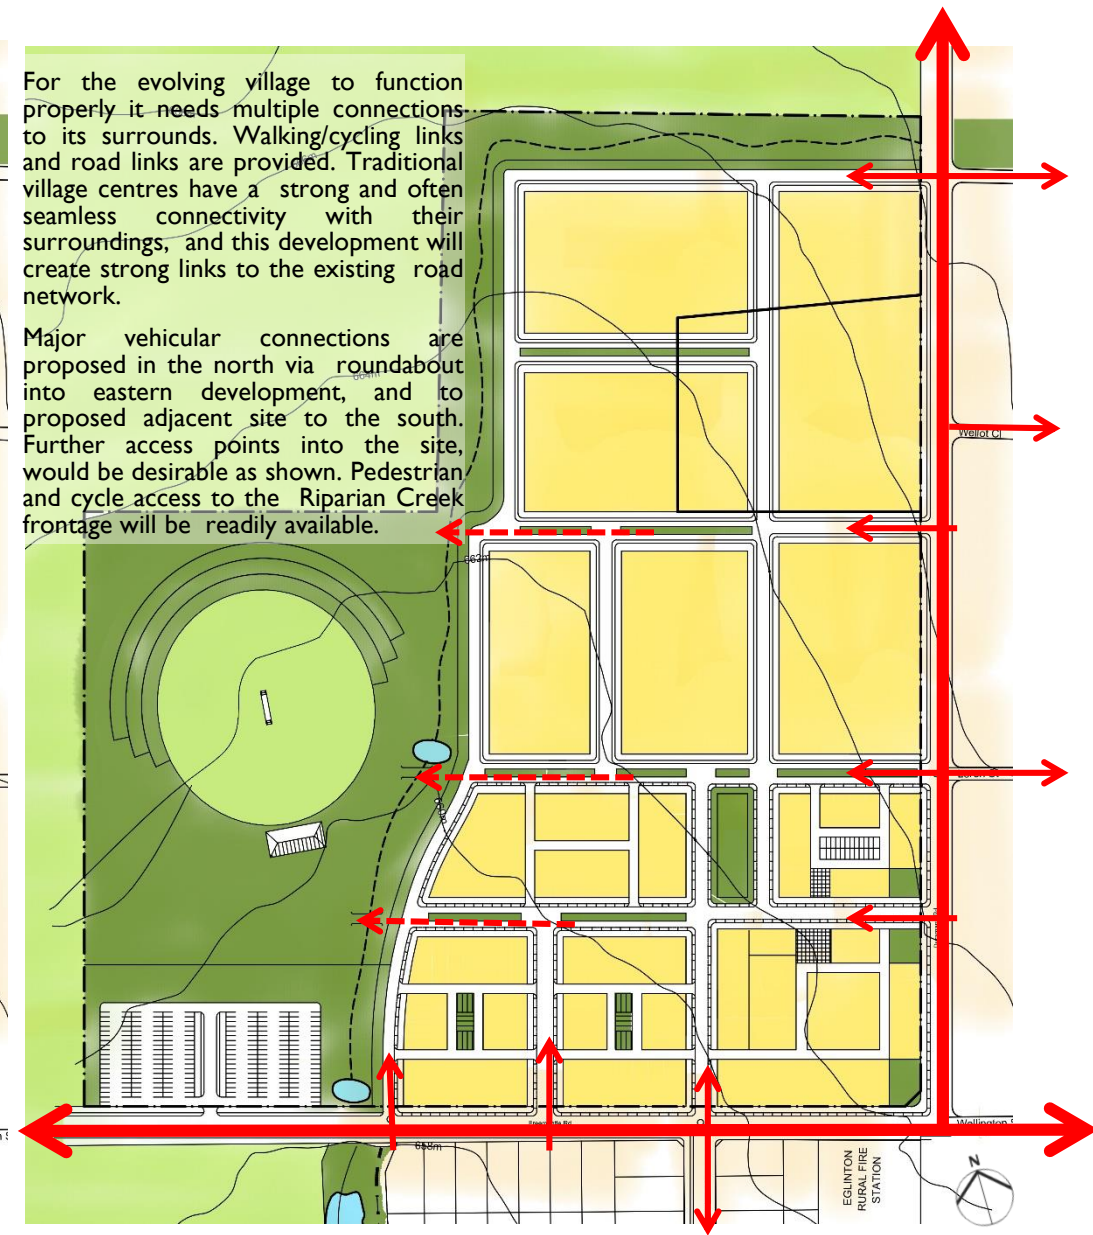 For the evolving village to function
properly it needs multiple connections
to its surrounds. Walking/cycling links
and road links are provided. Traditional
village centres have a strong and often
seamless connectivity with their
surroundings, and this development will
create strong links to the existing road
network.
Major vehicular connections are
proposed in the north via roundabout
into eastern development, and to
proposed adjacent site to the south.
Further access points into the site,
would be desirable as shown. Pedestrian
and cycle access to the Riparian Creek
frontage will be readily available.
664m
Wellot Cl
662m
660m
658m
EGLINTON
RURAL FIRE
STATION
N